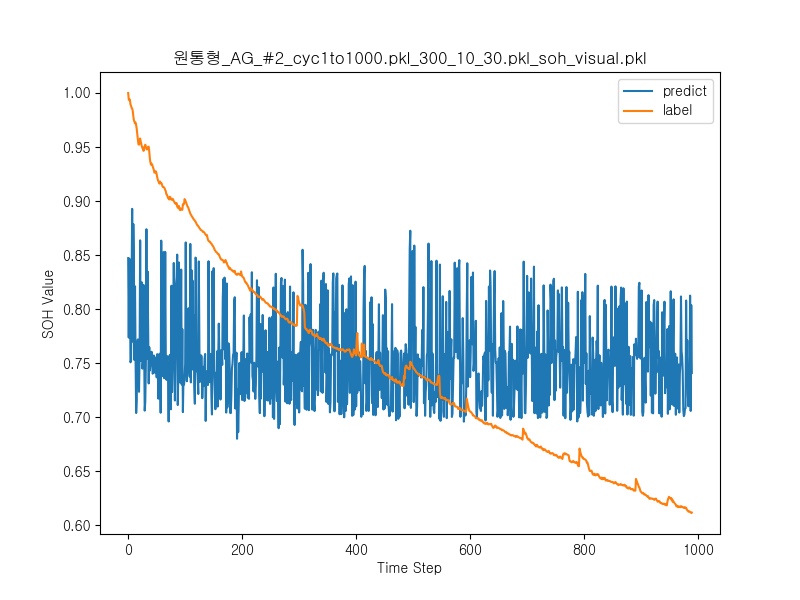 원통형_AG_#2_cyc1to1000.pkl_300_10_30.pkl_soh_visual.pkl
predict
label
1.00
0.95
0.90
0.85
0.80
0.75
0.70
0.65
0.60
SOH Value
0 200 400 600 800 1000
Time Step